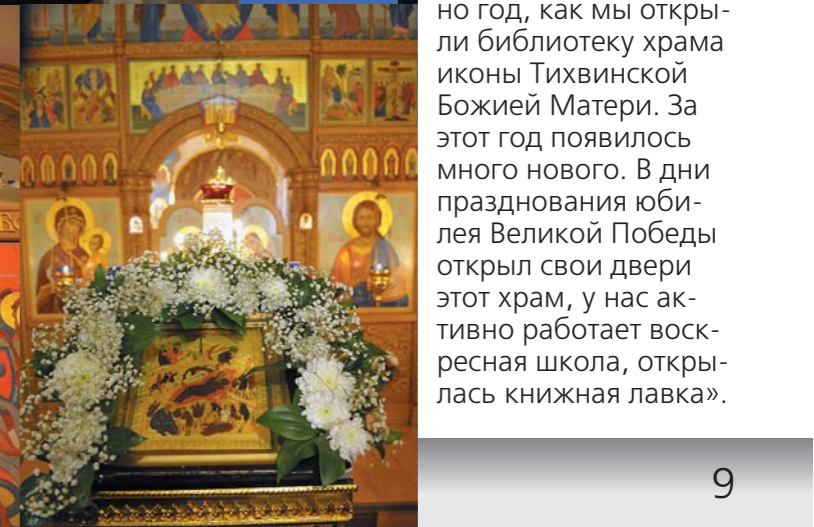 но год, как мы откры-
ли библиотеку храма
иконы Тихвинской
Божией Матери. За
этот год появилось
много нового. В дни
празднования юби-
лея Великой Победы
открыл свои двери
этот храм, у нас ак-
тивно работает воск-
ресная школа, откры-
лась книжная лавка».
9